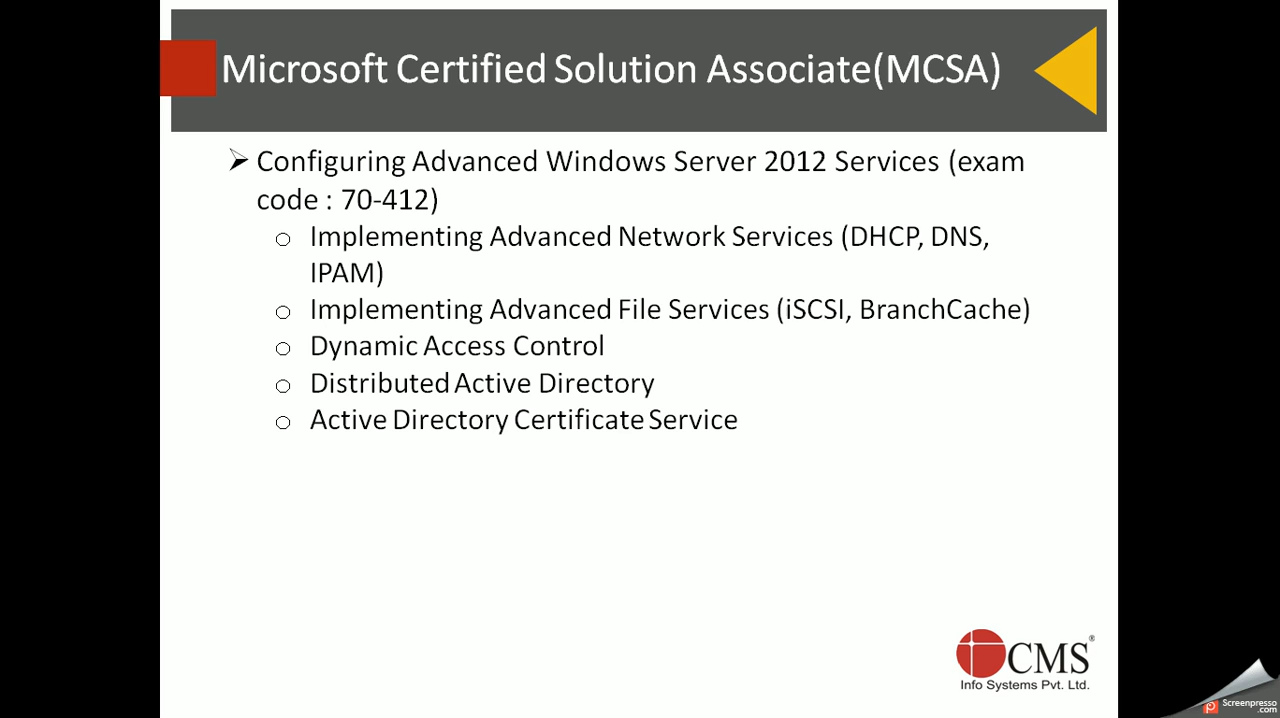 Microsoft Certified Solution Associate(MCSA)
Configuring Advanced Windows Server 2012 Services (exam
code : 70-412)
Implementing Advanced Network Services (DHCP, DNS,
IPAM)
Implementing Advanced File Services (iSCSI, BranchCache)
Dynamic Access Control
Distributed Active Directory
Active Directory Certificate Service
CMS®
Info Systems Pvt. Ltd.
Screenpresso
.com